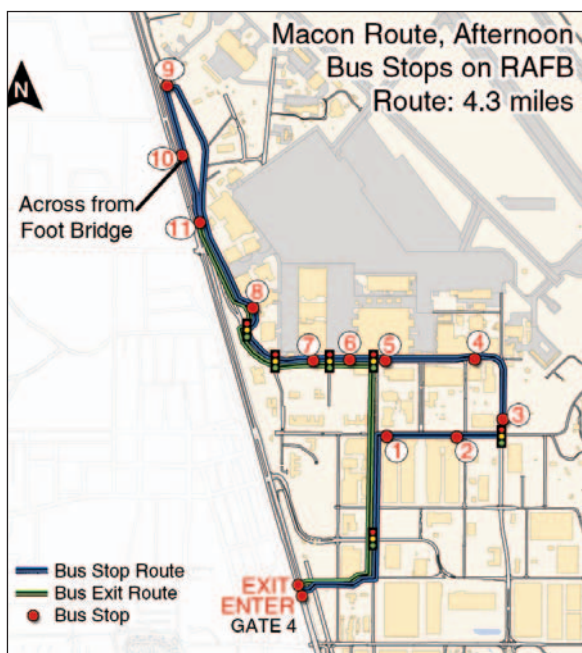 Macon Route, Afternoon
Bus Stops on RAFB
Route: 4.3 miles
N
9
10
Across from
Foot Bridge
11
8
7
6
5
4
3
1
2
Bus Stop Route
Bus Exit Route
Bus Stop
EXIT
ENTER
GATE 4